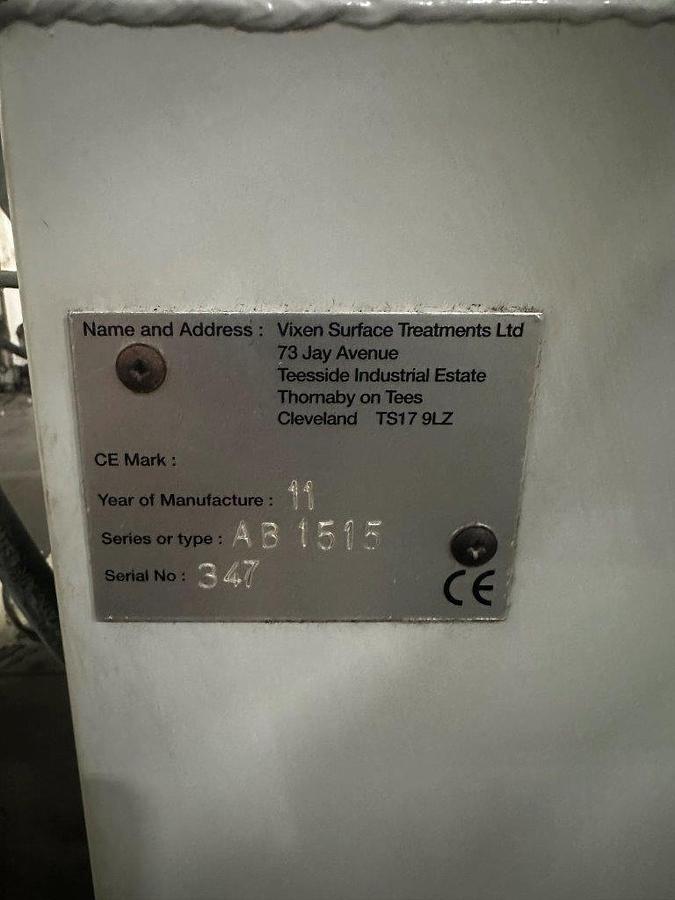 Name and Address : Vixen Surface Treatments Ltd
73 Jay Avenue
Teesside Industrial Estate
Thornaby on Tees
Cleveland TS17 9LZ
CE Mark :
Year of Manufacture : 11
Series or type : AB 1515
Serial No : 347
CE